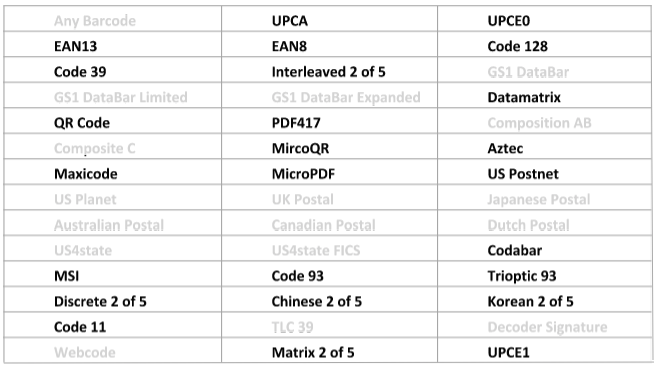 Any Barcode UPCA UPCE0
EAN13 EAN8 Code 128
Code 39 Interleaved 2 of 5 GS1 DataBar
GS1 DataBar Limited GS1 DataBar Expanded Datamatrix
QR Code PDF417 Composition AB
Composite C MircoQR Aztec
Maxicode MicroPDF US Postnet
US Planet UK Postal Japanese Postal
Australian Postal Canadian Postal Dutch Postal
US4state US4state FICS Codabar
MSI Code 93 Trioptic 93
Discrete 2 of 5 Chinese 2 of 5 Korean 2 of 5
Code 11 TLC 39 Decoder Signature
Webcode Matrix 2 of 5 UPCE1